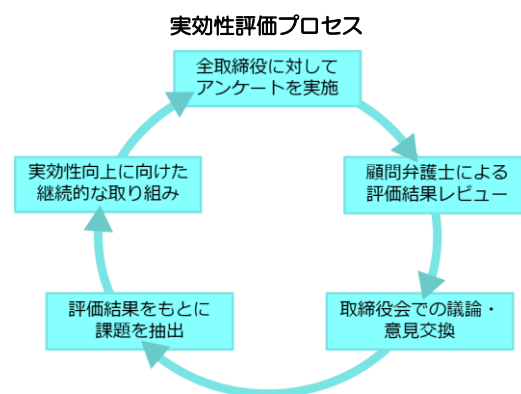 実効性評価プロセス
全取締役に対して
アンケートを実施
顧問弁護士による
評価結果レビュー
取締役会での議論・
意見交換
評価結果をもとに
課題を抽出
実効性向上に向けた
継続的な取り組み